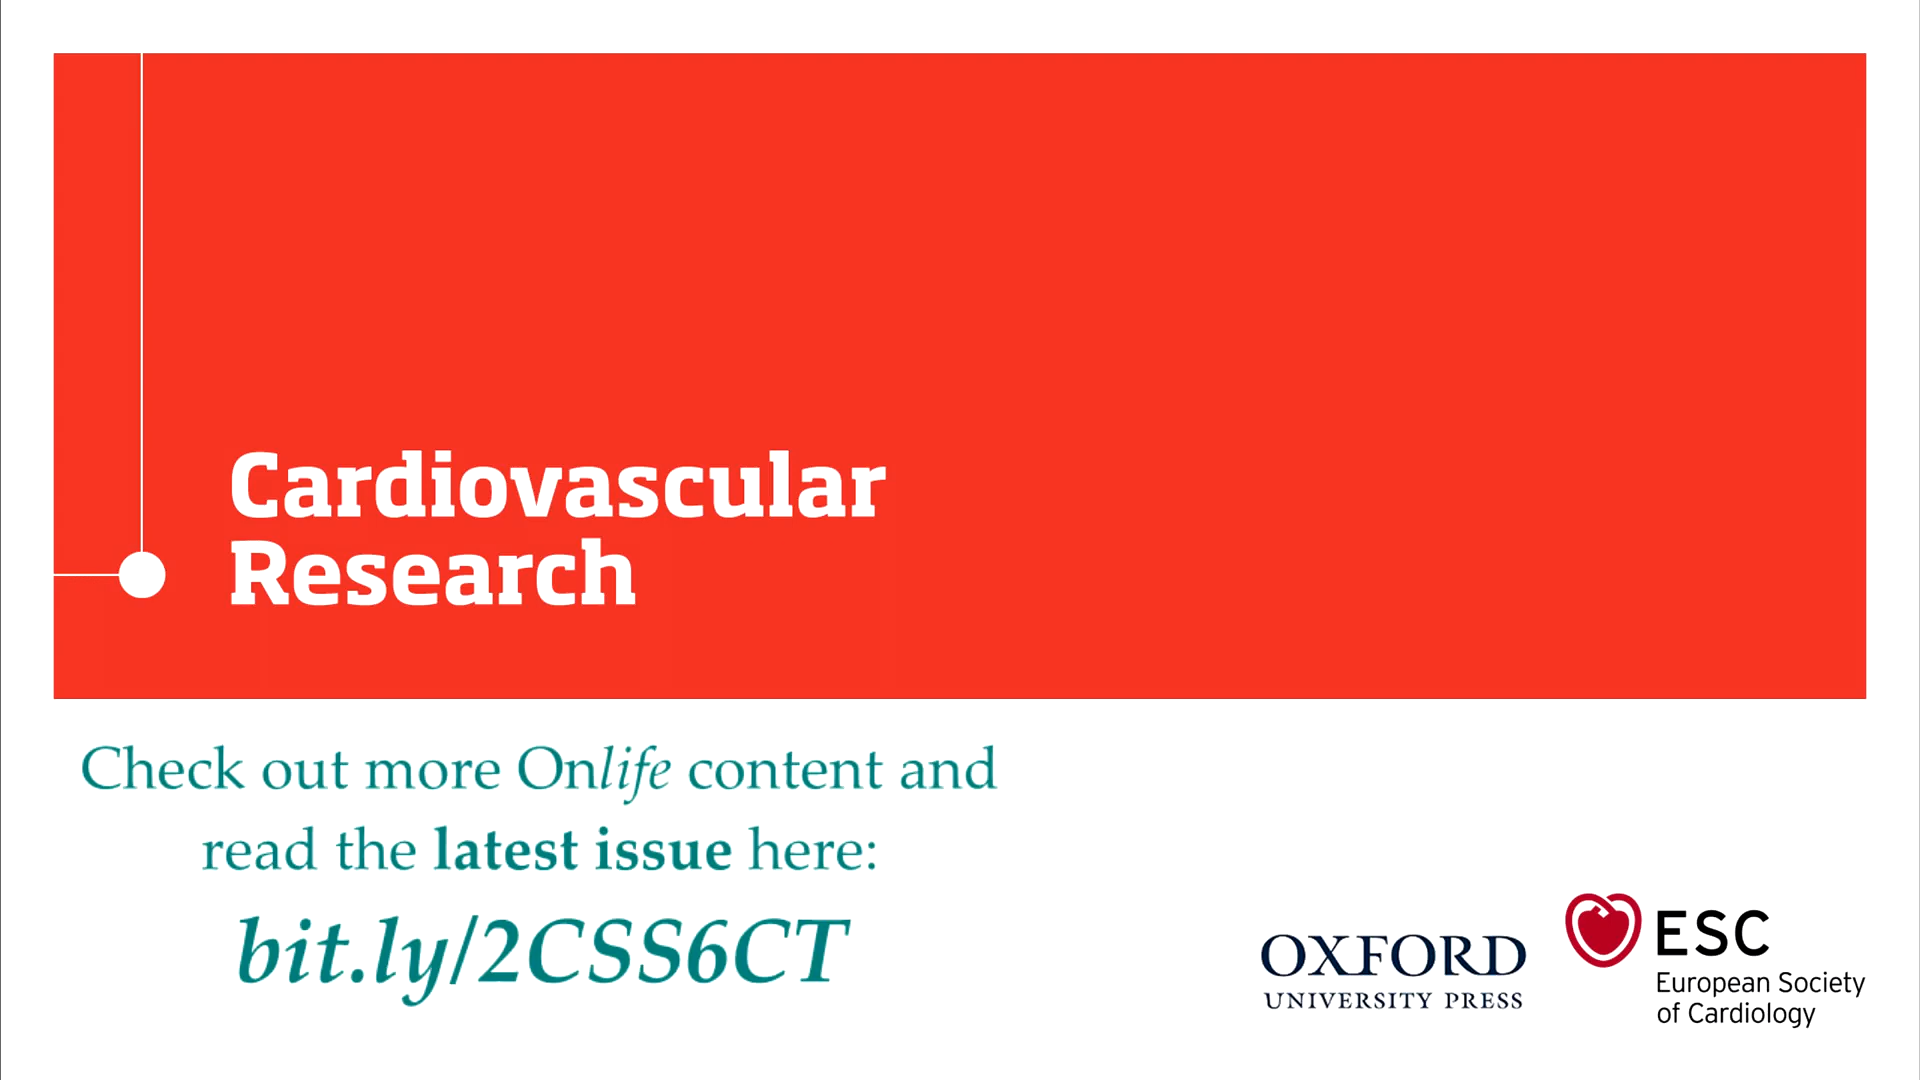 Cardiovascular
Research
Check out more Onlife content and
read the latest issue here:
bit.ly/2CSS6CT
OXFORD
UNIVERSITY PRESS
ESC
European Society
of Cardiology